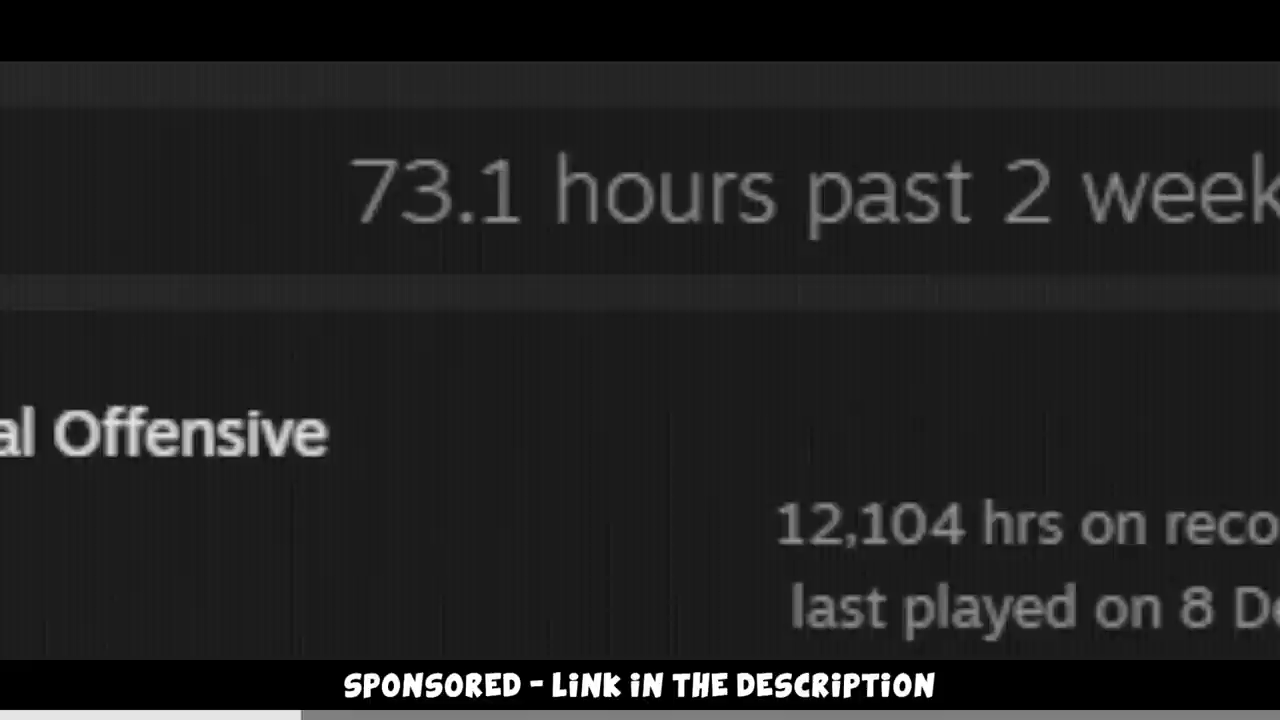 73.1 hours past 2 week
al Offensive
12,104 hrs on reco
last played on 8 De
SPONSORED - LINK IN THE DESCRIPTION